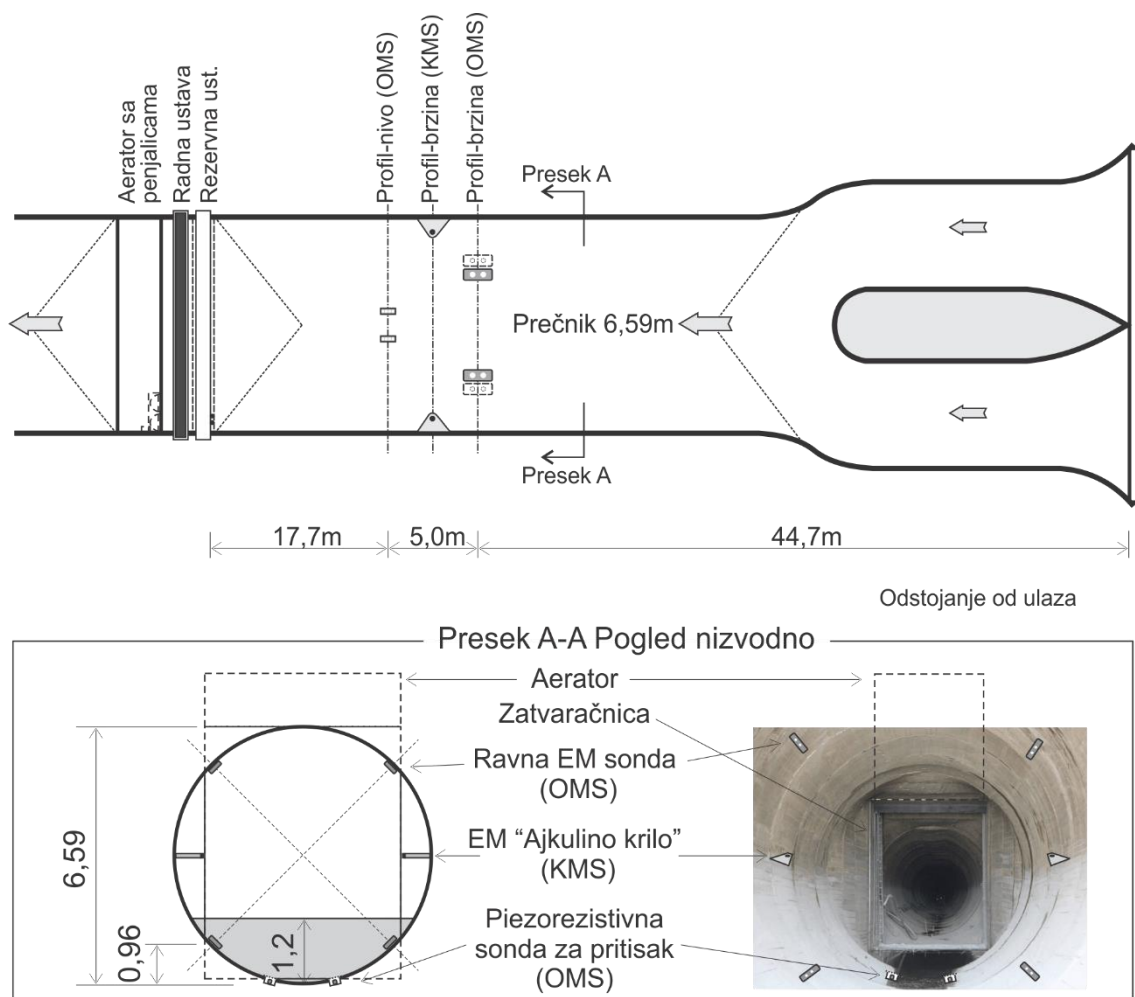 Aerator sa
penjalicama
Radna ustava
Rezervna ust.
Profil-nivo (OMS)
Profil-brzina (KMS)
Profil-brzina (OMS)
Presek A
Prečnik 6,59m
Presek A
17,7m
5,0m
44,7m
Odstojanje od ulaza
Presek A-A Pogled nizvodno
Aerator
Zatvaračnica
Ravna EM sonda
(OMS)
EM “Ajkulino krilo”
(KMS)
Piezorezistivna
sonda za pritisak
(OMS)
6,59
0,96
1,2